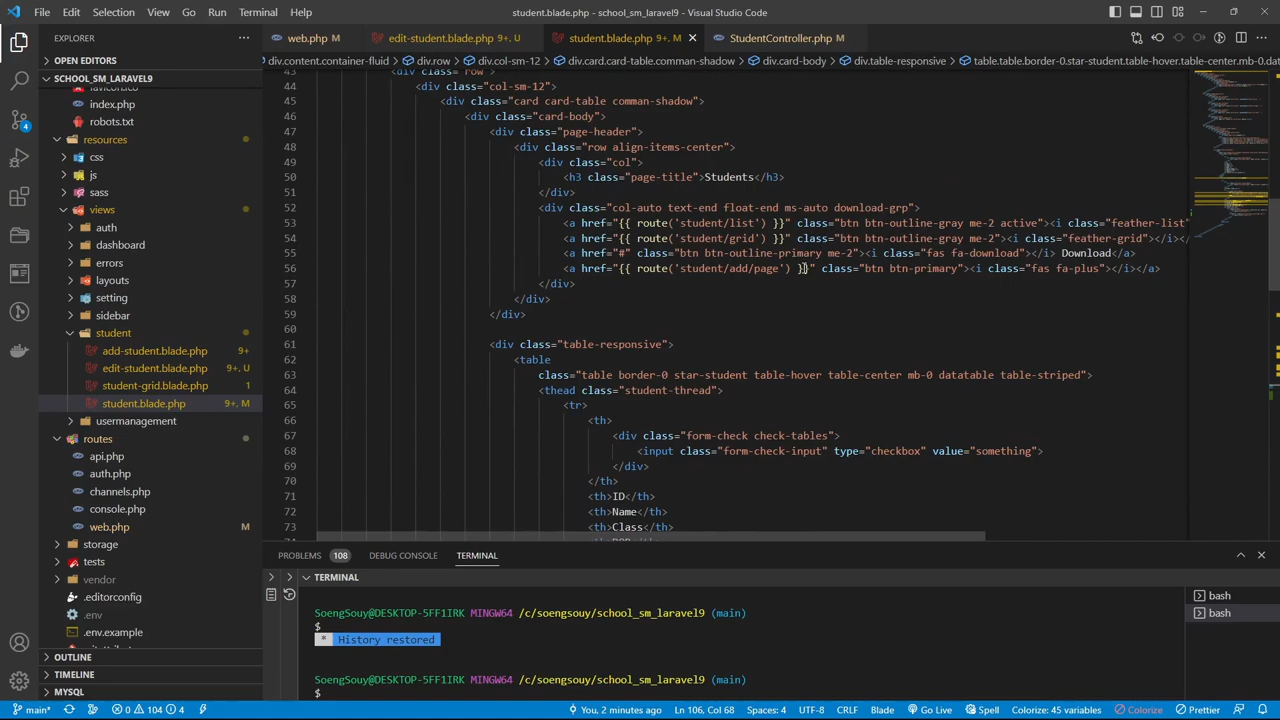 File Edit Selection View Go Run Terminal Help
student.blade.php - school_sm_laravel9 - Visual Studio Code
EXPLORER
web.php M
edit-student.blade.php 9+, U
student.blade.php 9+, M
StudentController.php M
OPEN EDITORS
div.content.container-fluid > div.row > div.col-sm-12 > div.card.card-table.comman-shadow > div.card-body > div.table-responsive > table.table.border-0.star-student.table-hover.table-center.mb-0.dat
SCHOOL_SM_LARAVEL9
favicon.ico
index.php
robots.txt
resources
css
js
sass
views
auth
dashboard
errors
layouts
setting
sidebar
student
add-student.blade.php 9+
edit-student.blade.php 9+, U
student-grid.blade.php 1
student.blade.php 9+, M
usermanagement
routes
api.php
auth.php
channels.php
console.php
web.php M
storage
tests
vendor
.editorconfig
.env
.env.example
OUTLINE
TIMELINE
MYSQL
43 <div class="row">
44 <div class="col-sm-12">
45 <div class="card card-table comman-shadow">
46 <div class="card-body">
47 <div class="page-header">
48 <div class="row align-items-center">
49 <div class="col">
50 <h3 class="page-title">Students</h3>
51 </div>
52 <div class="col-auto text-end float-end ms-auto download-grp">
53 <a href="{{ route('student/list') }}" class="btn btn-outline-gray me-2 active"><i class="feather-list"
54 <a href="{{ route('student/grid') }}" class="btn btn-outline-gray me-2"><i class="feather-grid"></i></
55 <a href="#" class="btn btn-outline-primary me-2"><i class="fas fa-download"></i> Download</a>
56 <a href="{{ route('student/add/page') }}" class="btn btn-primary"><i class="fas fa-plus"></i></a>
57 </div>
58 </div>
59 </div>
60
61 <div class="table-responsive">
62 <table
63 class="table border-0 star-student table-hover table-center mb-0 datatable table-striped">
64 <thead class="student-thread">
65 <tr>
66 <th>
67 <div class="form-check check-tables">
68 <input class="form-check-input" type="checkbox" value="something">
69 </div>
70 </th>
71 <th>ID</th>
72 <th>Name</th>
73 <th>Class</th>
74 <th>DOB</th>
PROBLEMS 108 DEBUG CONSOLE TERMINAL
TERMINAL
SoengSouy@DESKTOP-5FF1IRK MINGW64 /c/soengsouy/school_sm_laravel9 (main)
$
* History restored
SoengSouy@DESKTOP-5FF1IRK MINGW64 /c/soengsouy/school_sm_laravel9 (main)
$
bash
bash
4
main* 0 104 4 You, 2 minutes ago Ln 106, Col 68 Spaces: 4 UTF-8 CRLF Blade Go Live Spell Colorize: 45 variables Colorize Prettier